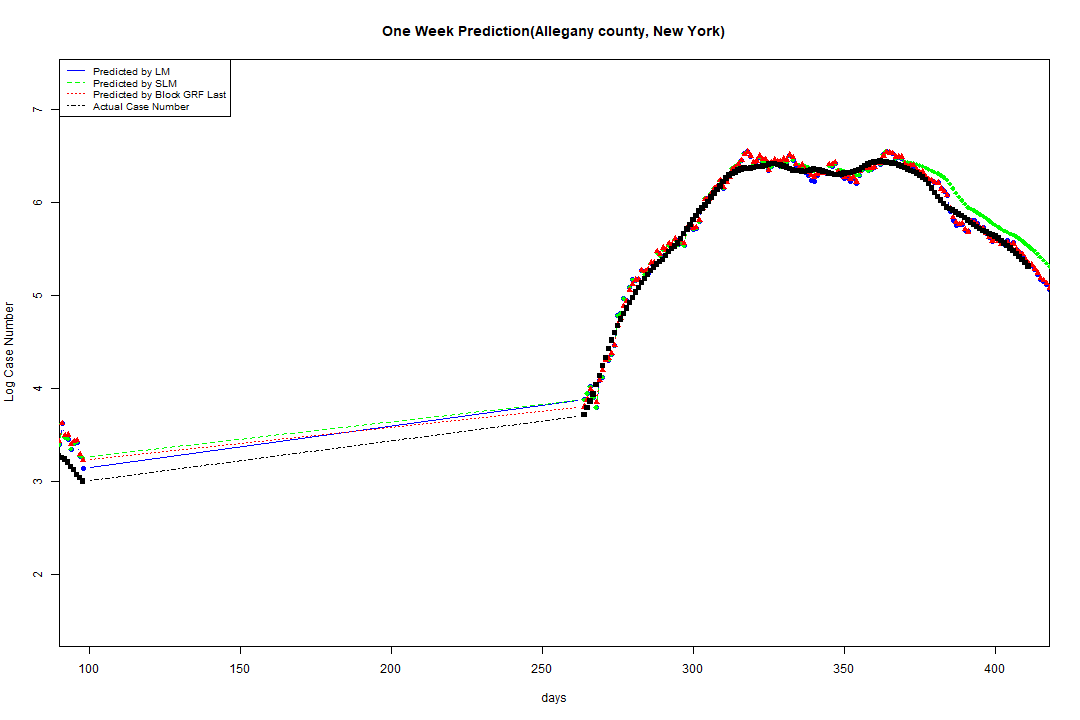 One Week Prediction(Allegany county, New York)
Predicted by LM
Predicted by SLM
Predicted by Block GRF Last
Actual Case Number
7
6
5
4
3
2
Log Case Number
100 150 200 250 300 350 400
days